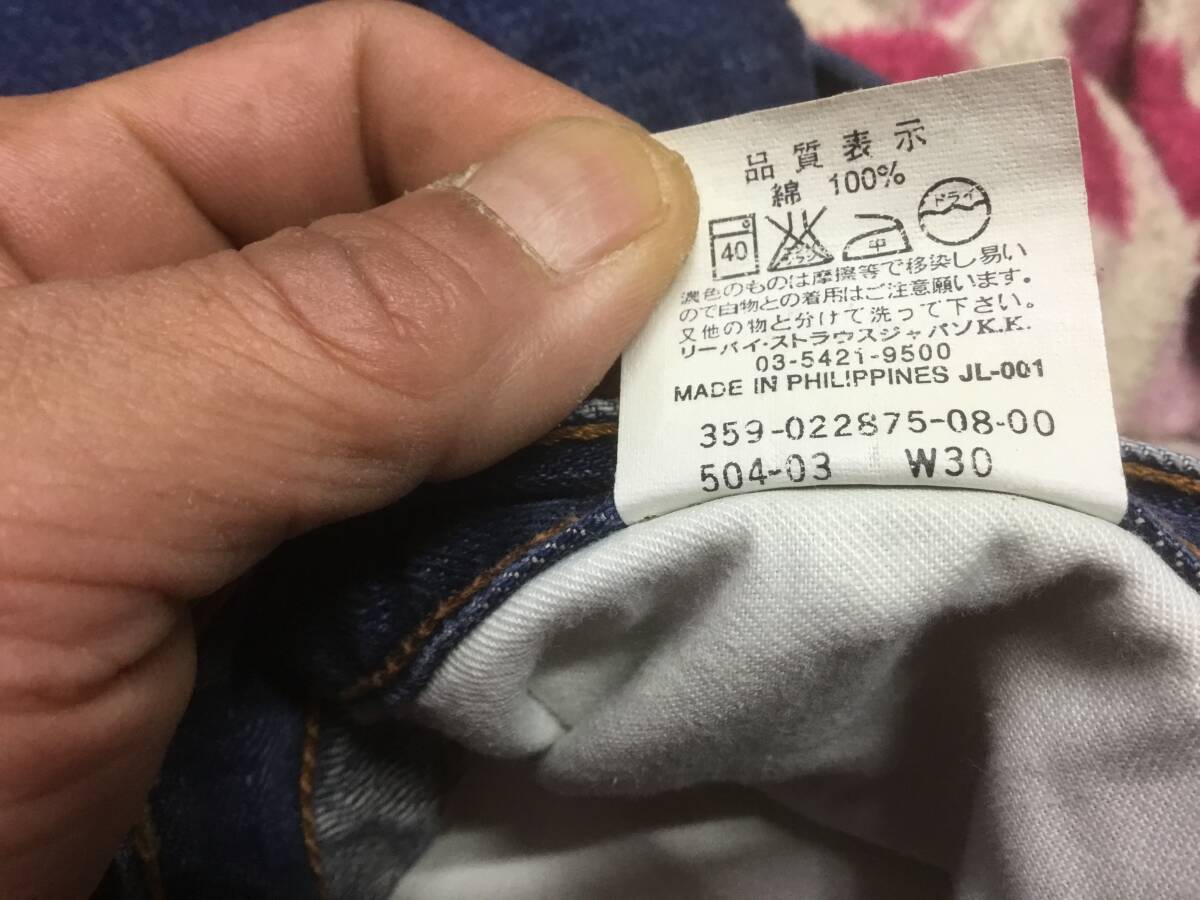 品質表示
綿 100%
40 エンソ 中 ドライ
濃色のものは摩擦等で移染し易い
ので白物との着用はご注意願います。
又他の物と分けて洗って下さい。
リーバイ・ストラウスジャパンK.K.
03-5421-9500
MADE IN PHILIPPINES JL-001
359-022875-08-00
504-03 W30